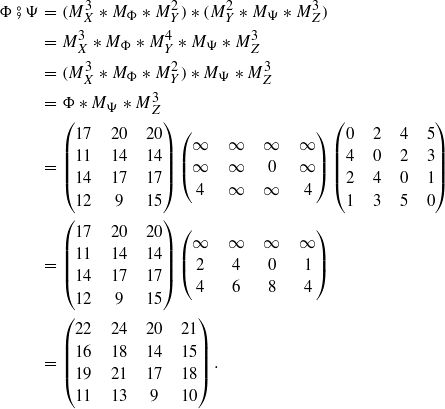 Φ ⨟ Ψ = (M_X^3 ∗ M_Φ ∗ M_Y^2) ∗ (M_Y^2 ∗ M_Ψ ∗ M_Z^3)
= M_X^3 ∗ M_Φ ∗ M_Y^4 ∗ M_Ψ ∗ M_Z^3
= (M_X^3 ∗ M_Φ ∗ M_Y^2) ∗ M_Ψ ∗ M_Z^3
= Φ ∗ M_Ψ ∗ M_Z^3
17 20 20 ∞ ∞ ∞ ∞ 0 2 4 5
= (11 14 14) (∞ ∞ 0 ∞) (4 0 2 3)
14 17 17 4 ∞ ∞ 4 2 4 0 1
12 9 15 1 3 5 0
17 20 20 ∞ ∞ ∞ ∞
= (11 14 14) (2 4 0 1)
14 17 17 4 6 8 4
12 9 15
22 24 20 21
= (16 18 14 15) .
19 21 17 18
11 13 9 10